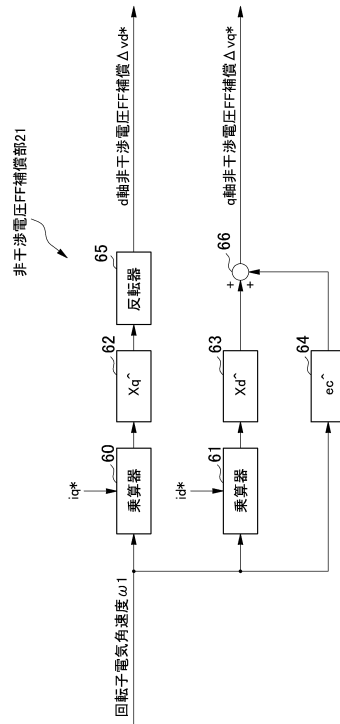 非干渉電圧FF補償部21
回転子電気角速度ω1
iq*
乗算器
60
Xq^
62
反転器
65
d軸非干渉電圧FF補償Δvd*
id*
乗算器
61
Xd^
63
+
+
66
q軸非干渉電圧FF補償Δvq*
ec^
64